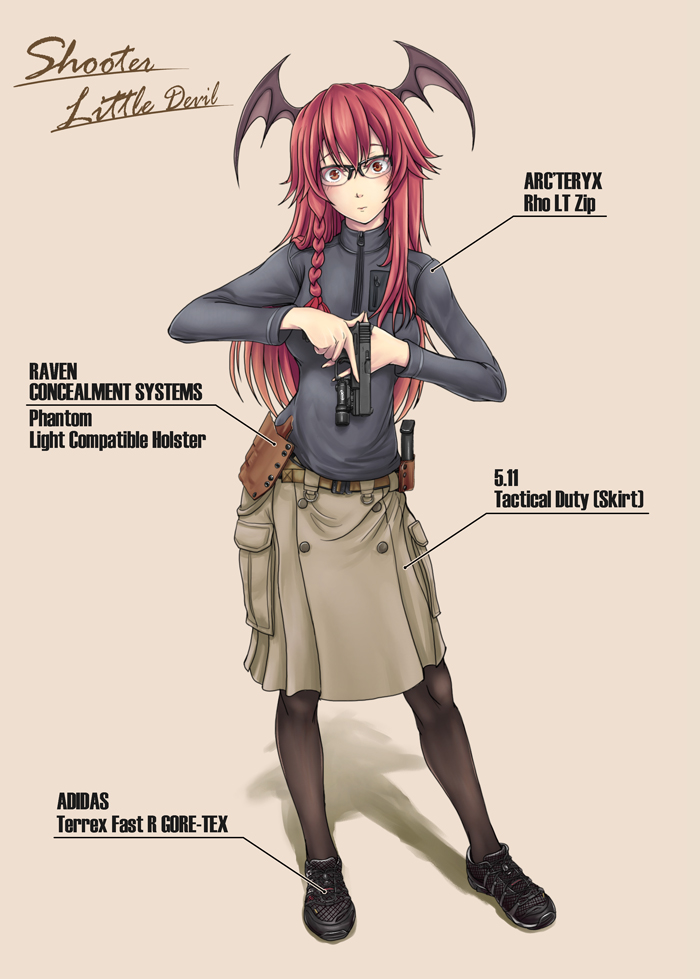 Shooter
Little Devil
ARC'TERYX
Rho LT Zip
RAVEN
CONCEALMENT SYSTEMS
Phantom
Light Compatible Holster
5.11
Tactical Duty (Skirt)
ADIDAS
Terrex Fast R GORE-TEX